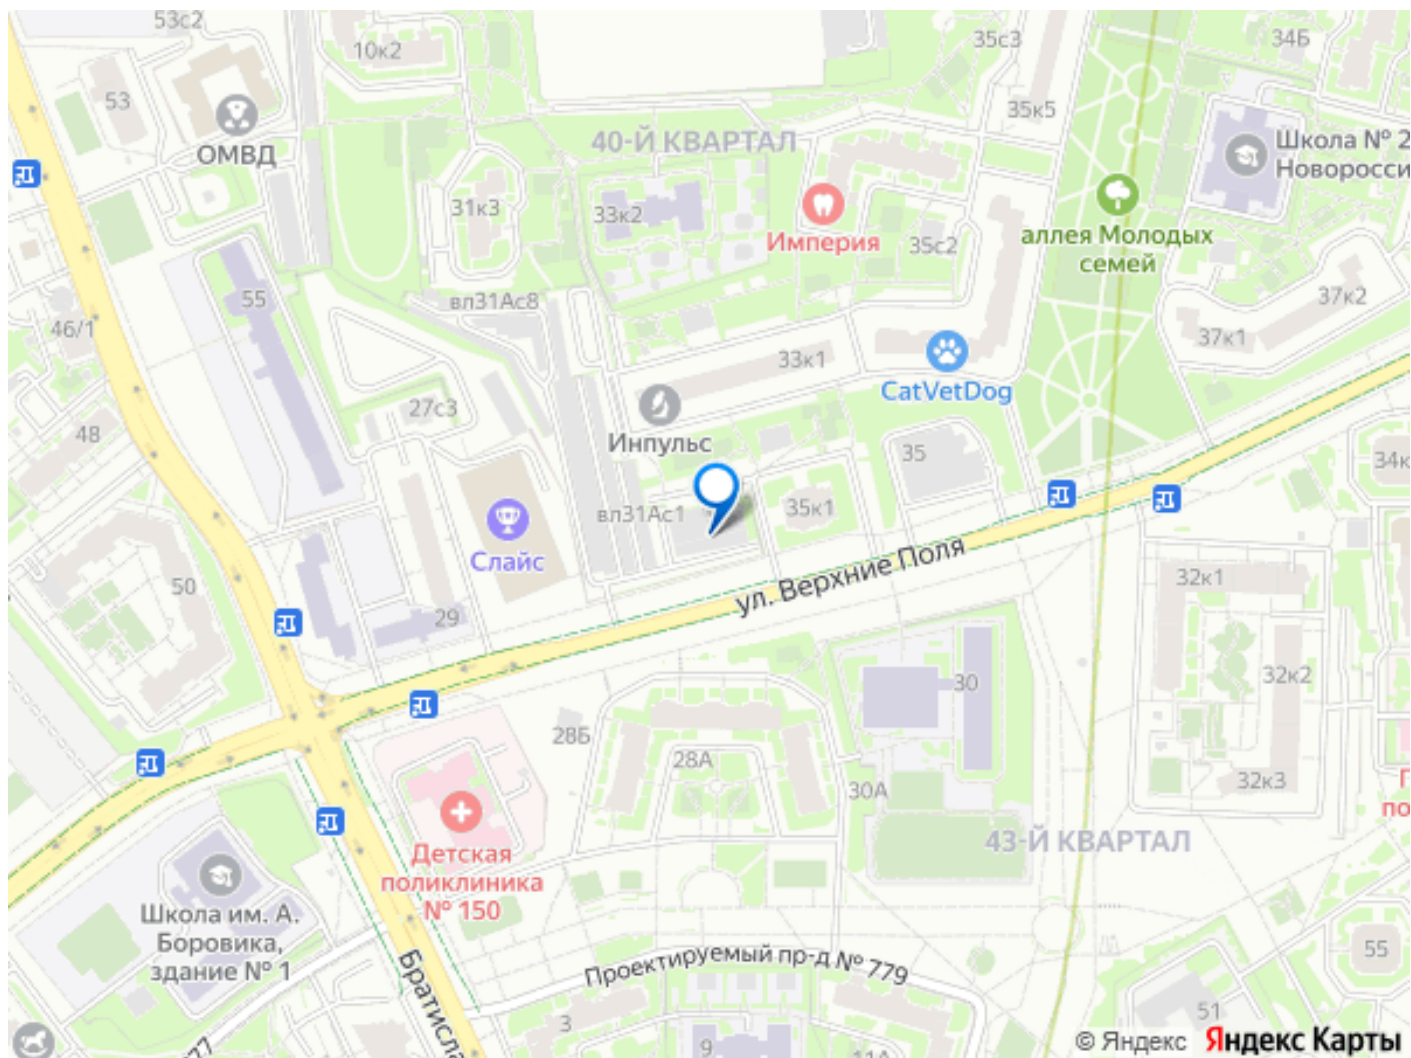 53с2
10к2
35с3
34Б
53
35к5
ОМВД
40-Й КВАРТАЛ
Школа № 2
Новоросси
31к3
33к2
Империя
35с2
аллея Молодых
семей
55
вл31Ас8
37к2
46/1
33к1
37к1
CatVetDog
27с3
48
Инпульс
35
34к
вл31Ас1
35к1
Слайс
ул. Верхние Поля
50
32к1
29
30
32к2
28Б
28А
30А
32к3
43-Й КВАРТАЛ
Детская
поликлиника
№ 150
Школа им. А.
Боровика,
здание № 1
Г
по
Братисла
Проектируемый пр-д № 779
55
51
3
77
9
11А
© Яндекс Яндекс Карты